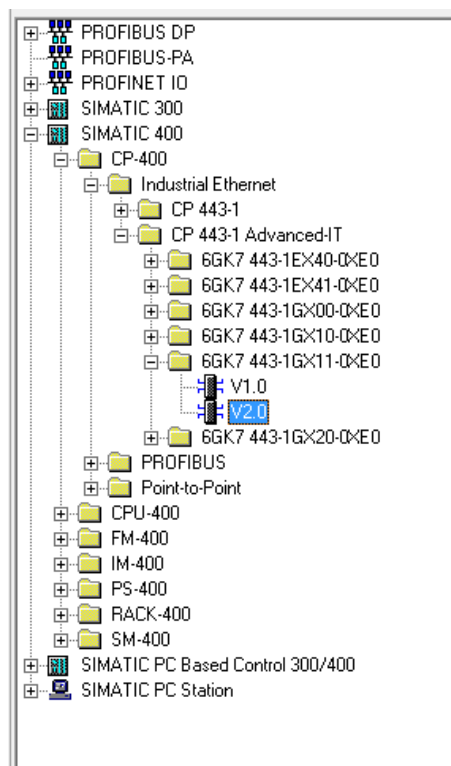 PROFIBUS DP
PROFIBUS-PA
PROFINET IO
SIMATIC 300
SIMATIC 400
CP-400
Industrial Ethernet
CP 443-1
CP 443-1 Advanced-IT
6GK7 443-1EX40-0XE0
6GK7 443-1EX41-0XE0
6GK7 443-1GX00-0XE0
6GK7 443-1GX10-0XE0
6GK7 443-1GX11-0XE0
V1.0
V2.0
6GK7 443-1GX20-0XE0
PROFIBUS
Point-to-Point
CPU-400
FM-400
IM-400
PS-400
RACK-400
SM-400
SIMATIC PC Based Control 300/400
SIMATIC PC Station